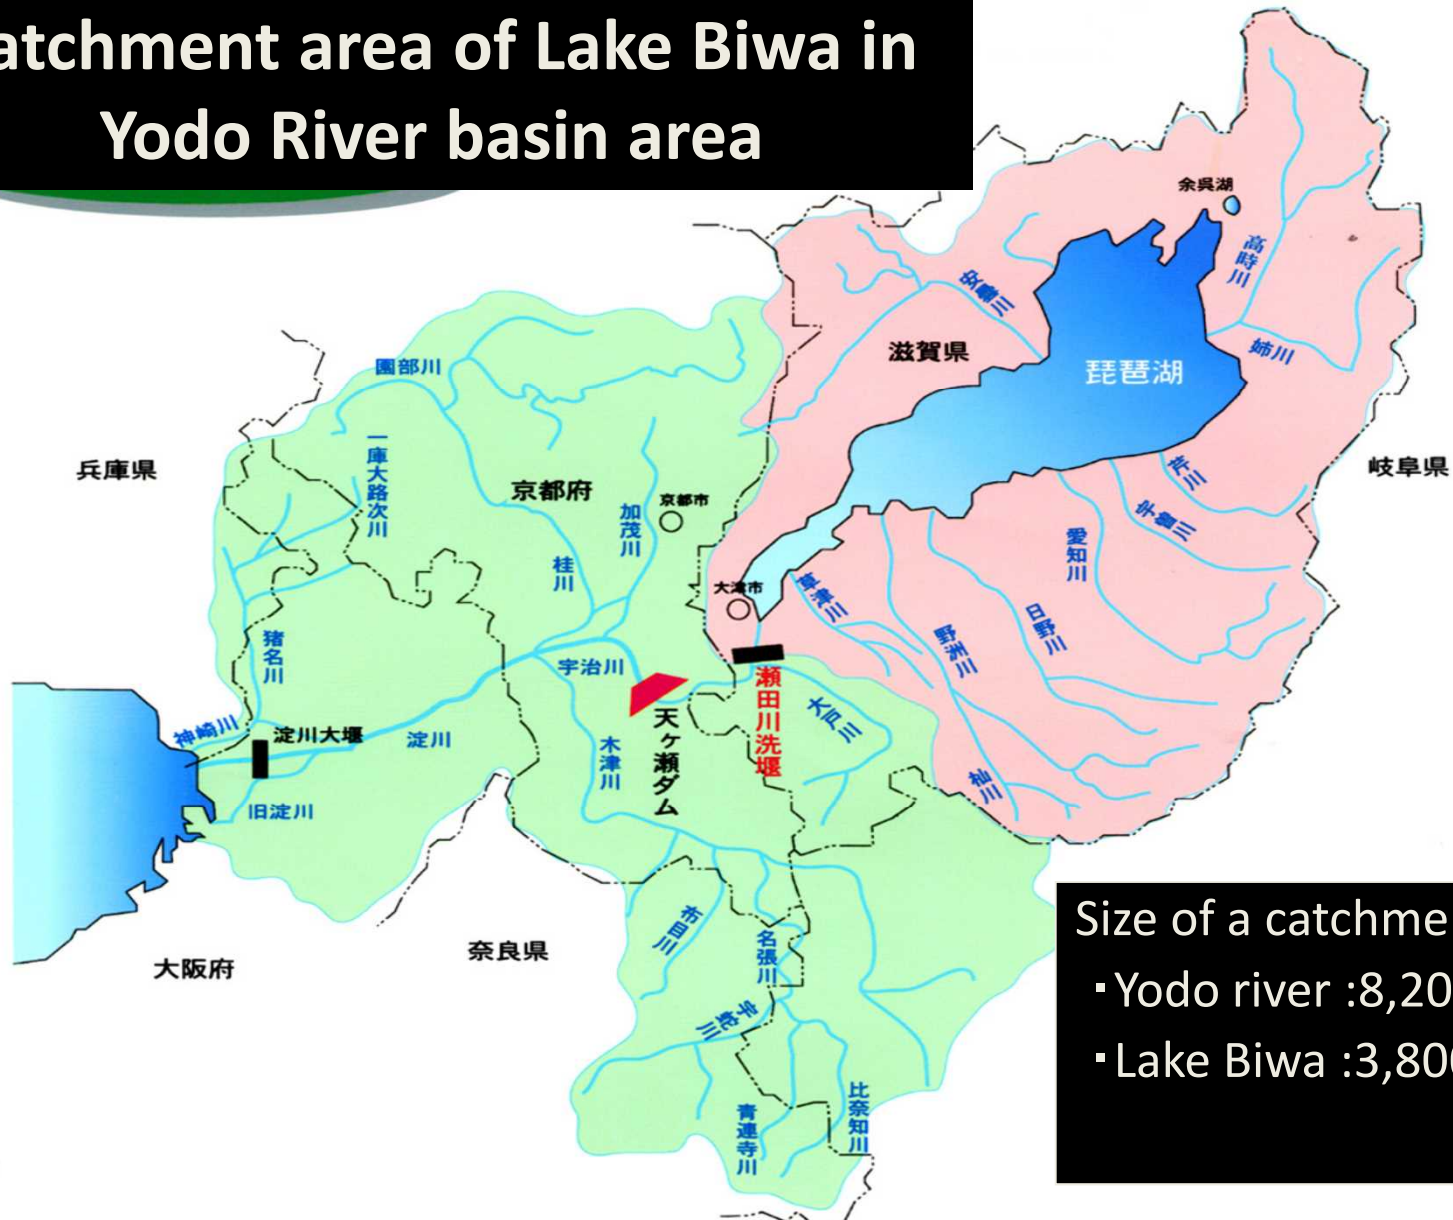 atchment area of Lake Biwa in
Yodo River basin area
余呉湖
高時川
安曇川
滋賀県
姉川
琵琶湖
園部川
兵庫県
一庫大路次川
京都府
京都市
加茂川
岐阜県
芹川
宇曽川
愛知川
桂川
大津市
草津川
日野川
野洲川
猪名川
宇治川
瀬田川洗堰
大戸川
神崎川
淀川大堰
淀川
天ヶ瀬ダム
木津川
杣川
旧淀川
大阪府
奈良県
布目川
名張川
宇陀川
青蓮寺川
比奈知川
Size of a catchme
▪Yodo river :8,20
▪Lake Biwa :3,800